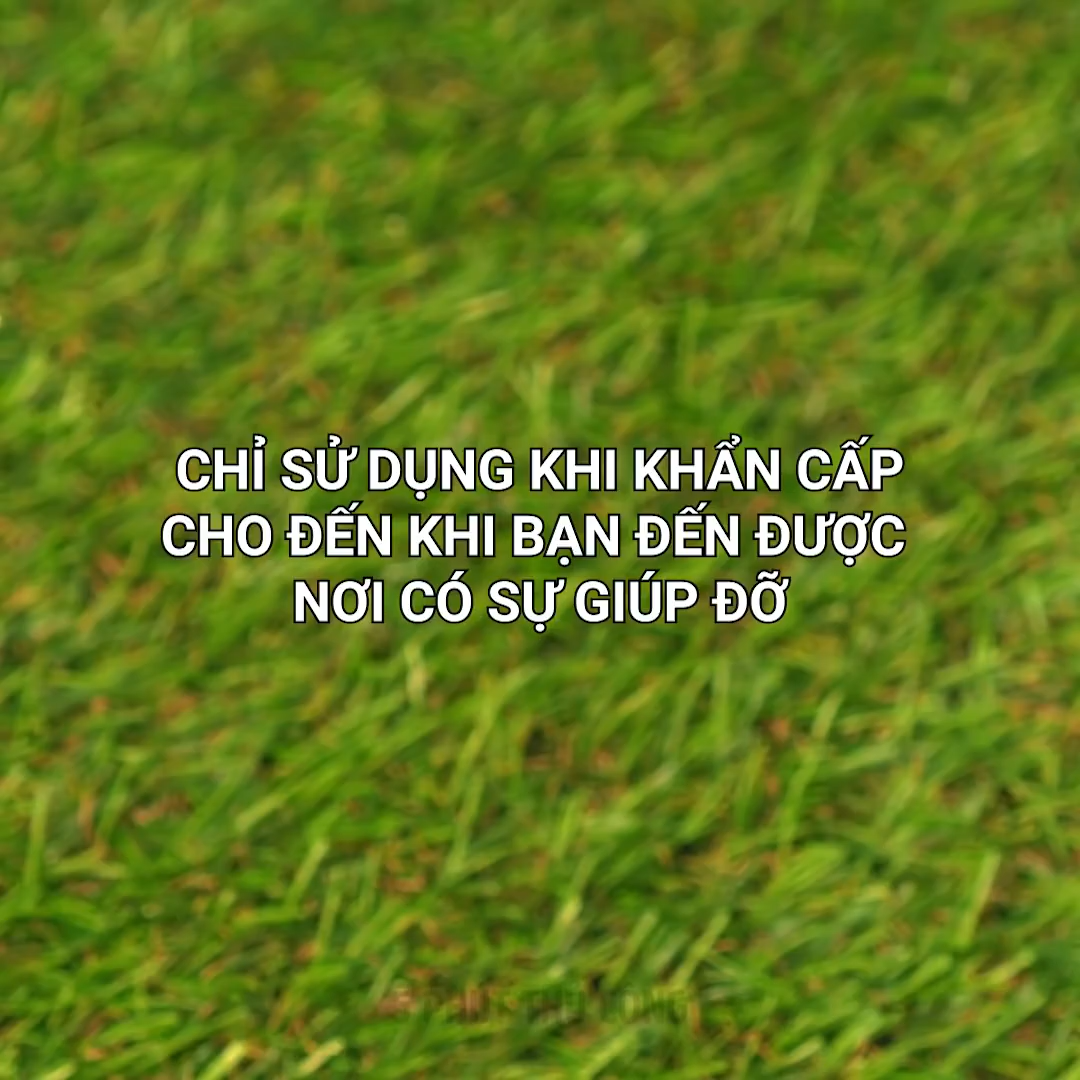 CHỈ SỬ DỤNG KHI KHẨN CẤP
CHO ĐẾN KHI BẠN ĐẾN ĐƯỢC
NƠI CÓ SỰ GIÚP ĐỠ